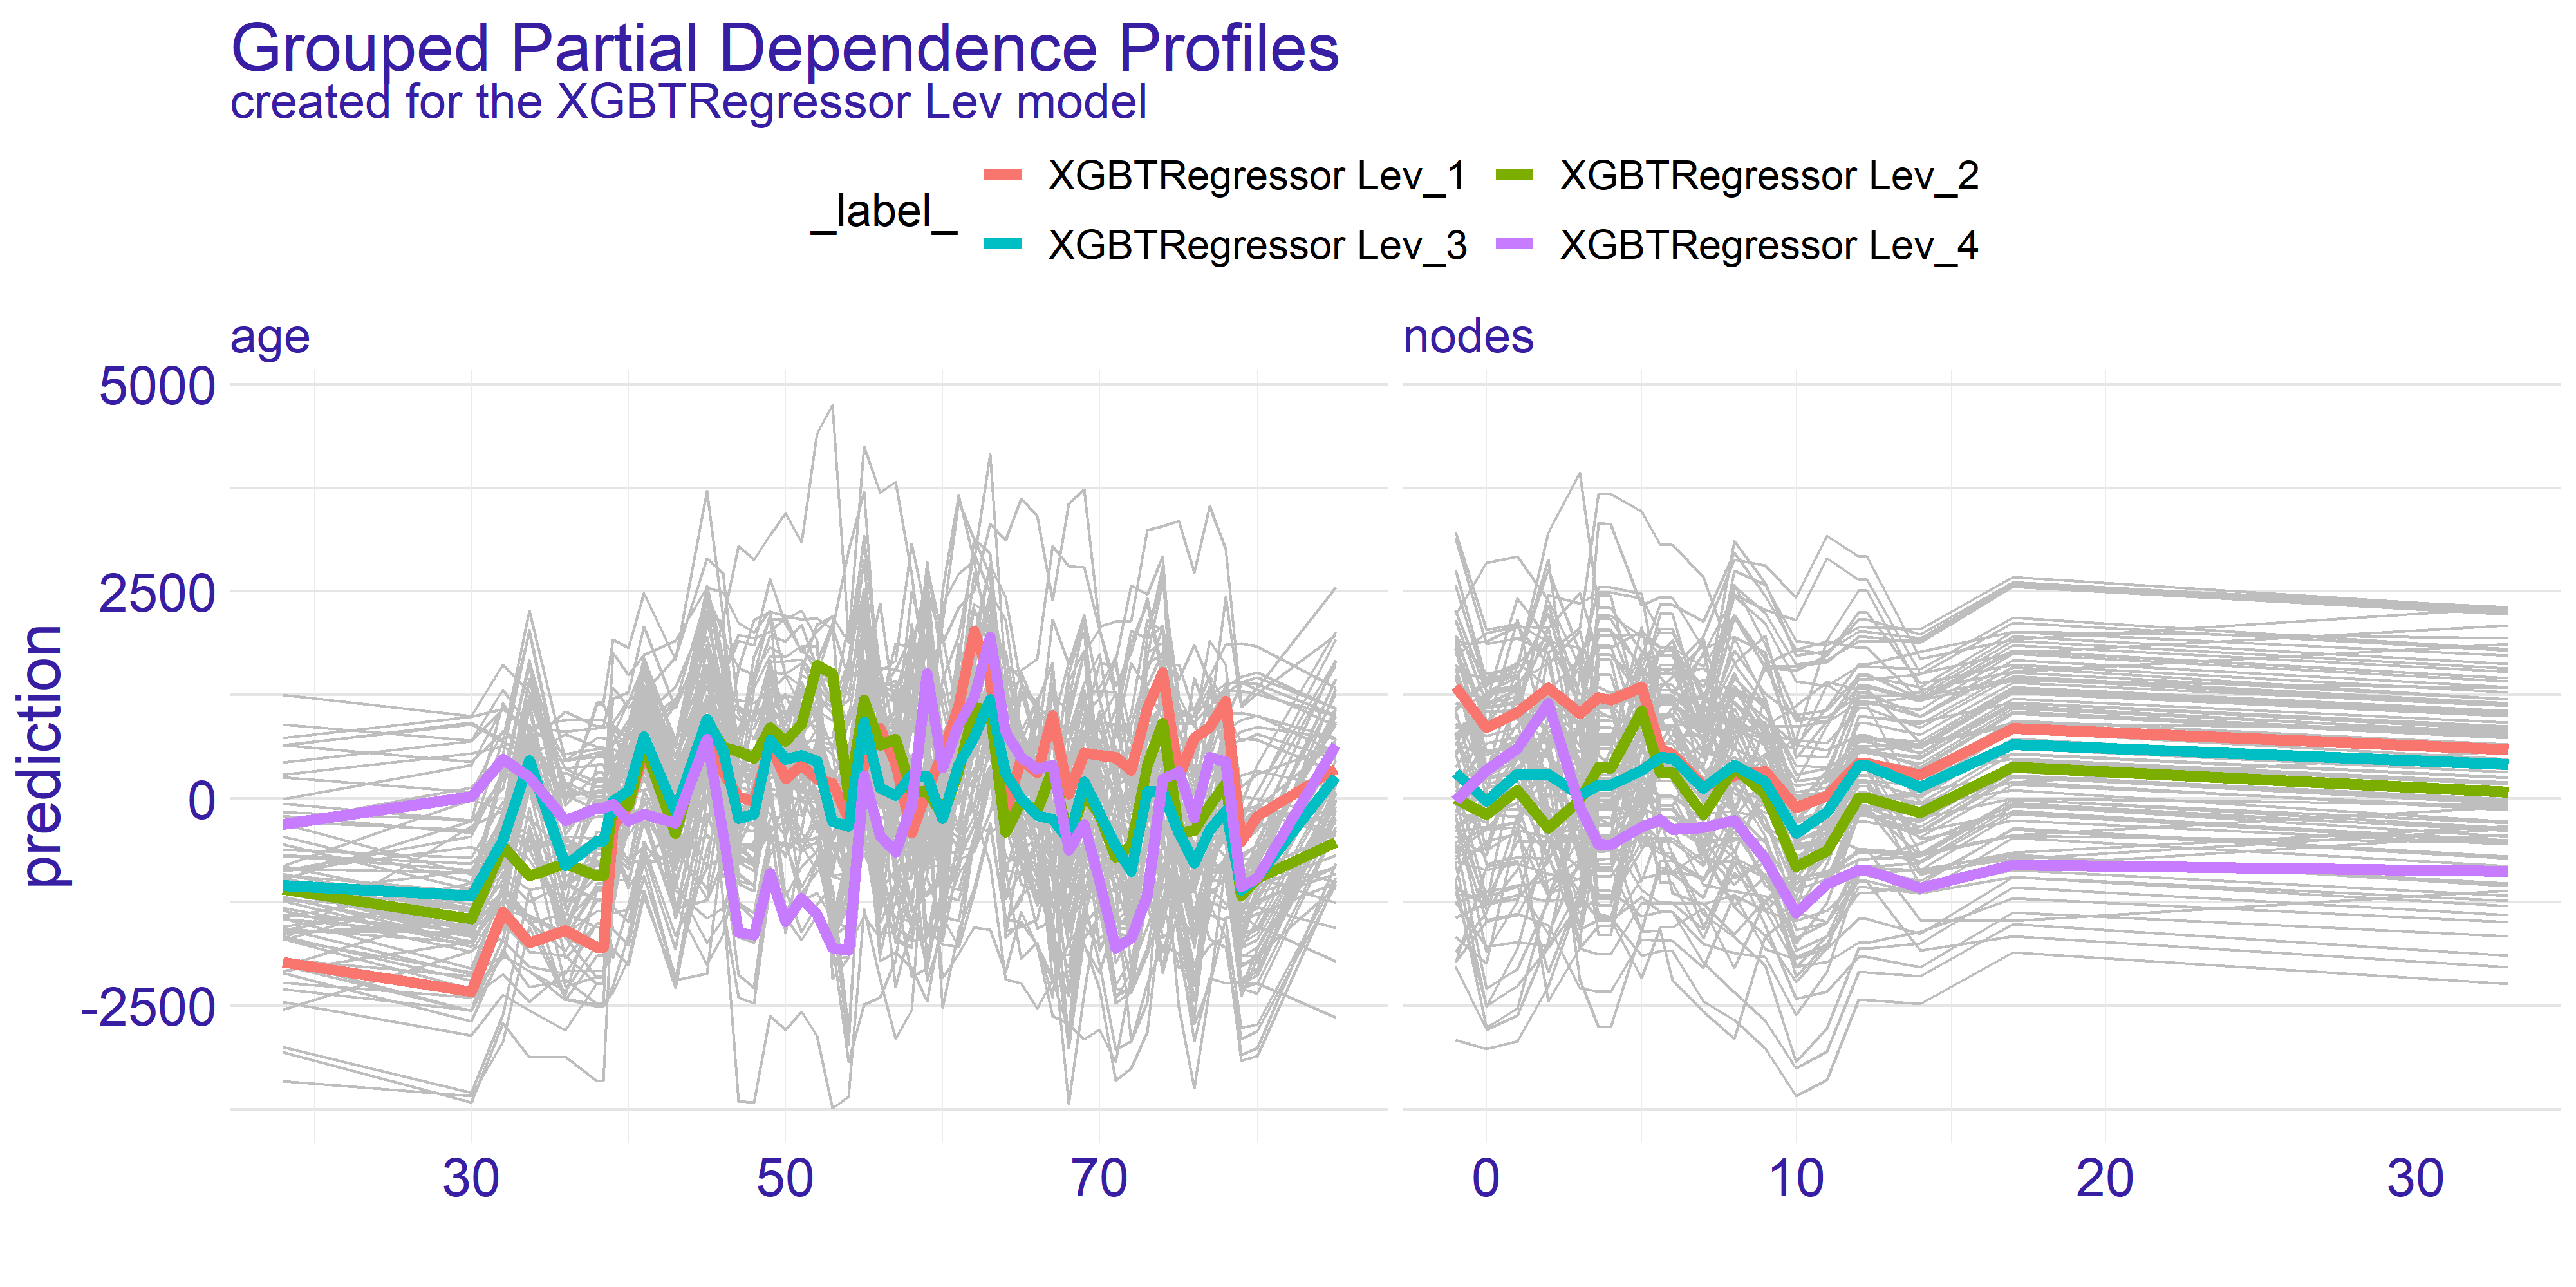 Grouped Partial Dependence Profiles
created for the XGBTRegressor Lev model
_label_
XGBTRegressor Lev_1 XGBTRegressor Lev_2
XGBTRegressor Lev_3 XGBTRegressor Lev_4
age nodes
prediction
5000
2500
0
-2500
30 50 70 0 10 20 30